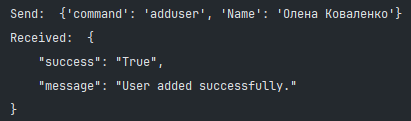 Send:  {'command': 'adduser', 'Name': 'Олена Коваленко'}
Received:  {
    "success": "True",
    "message": "User added successfully."
}